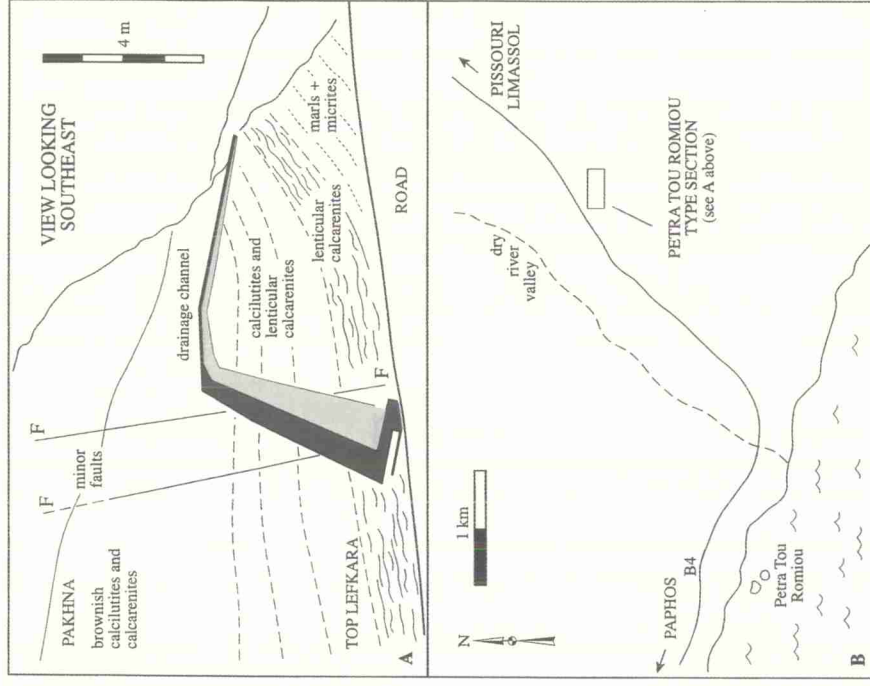 VIEW LOOKING
SOUTHEAST
4 m
PAKHNA
brownish
calcilutites and
calcarenites
F
F
minor
faults
drainage channel
calcilutites and
lenticular
calcarenites
lenticular
calcarenites
marls +
micrites
F
TOP LEFKARA
ROAD
A
N
1 km
PAPHOS
B4
Petra Tou
Romiou
dry
river
valley
PISSOURI
LIMASSOL
PETRA TOU ROMIOU
TYPE SECTION
(see A above)
B